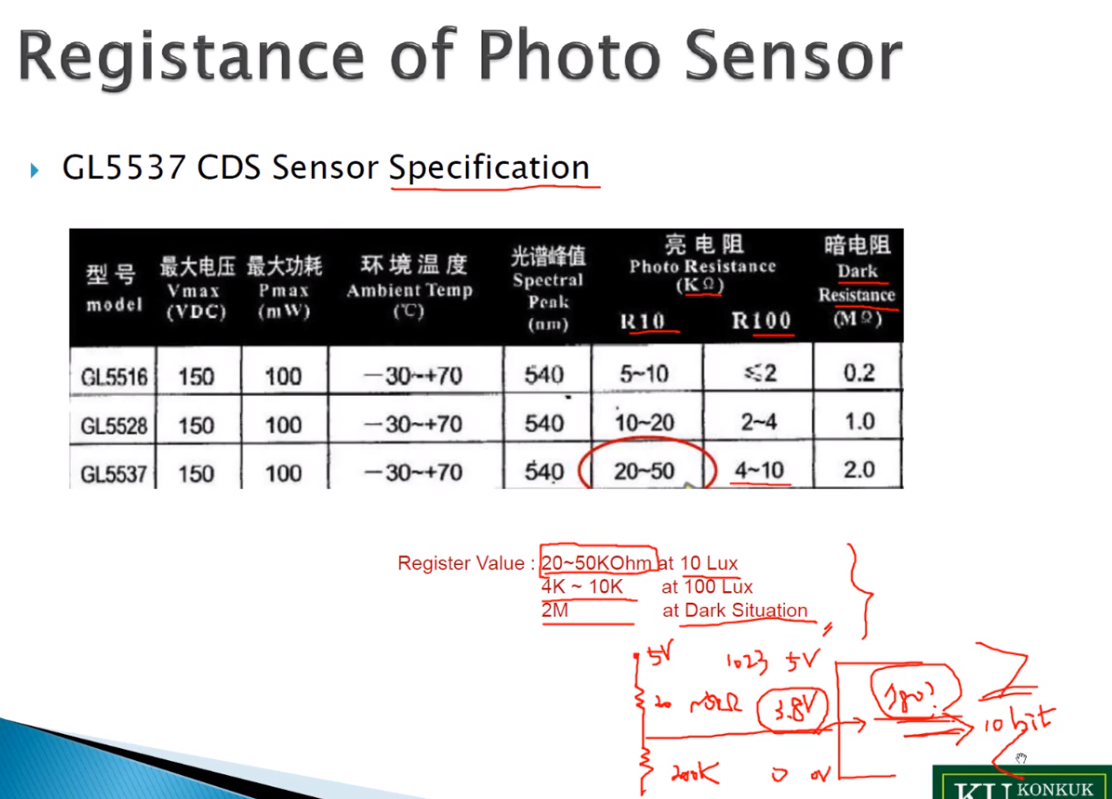 Registance of Photo Sensor
GL5537 CDS Sensor Specification
型号 最大电压 最大功耗 环境温度 光谱峰值 亮电阻 暗电阻
model Vmax Pmax Ambient Temp Spectral Photo Resistance Dark
(VDC) (mW) (℃) Peak (KΩ) Resistance
(nm) R10 R100 (MΩ)
GL5516 150 100 －30~+70 540 5~10 ≤2 0.2
GL5528 150 100 －30~+70 540 10~20 2~4 1.0
GL5537 150 100 －30~+70 540 20~50 4~10 2.0
Register Value : 20~50KOhm at 10 Lux
4K ~ 10K at 100 Lux
2M at Dark Situation
5V 1023 5V
20 3.8V 10bit
200K 0 0V
KU KONKUK